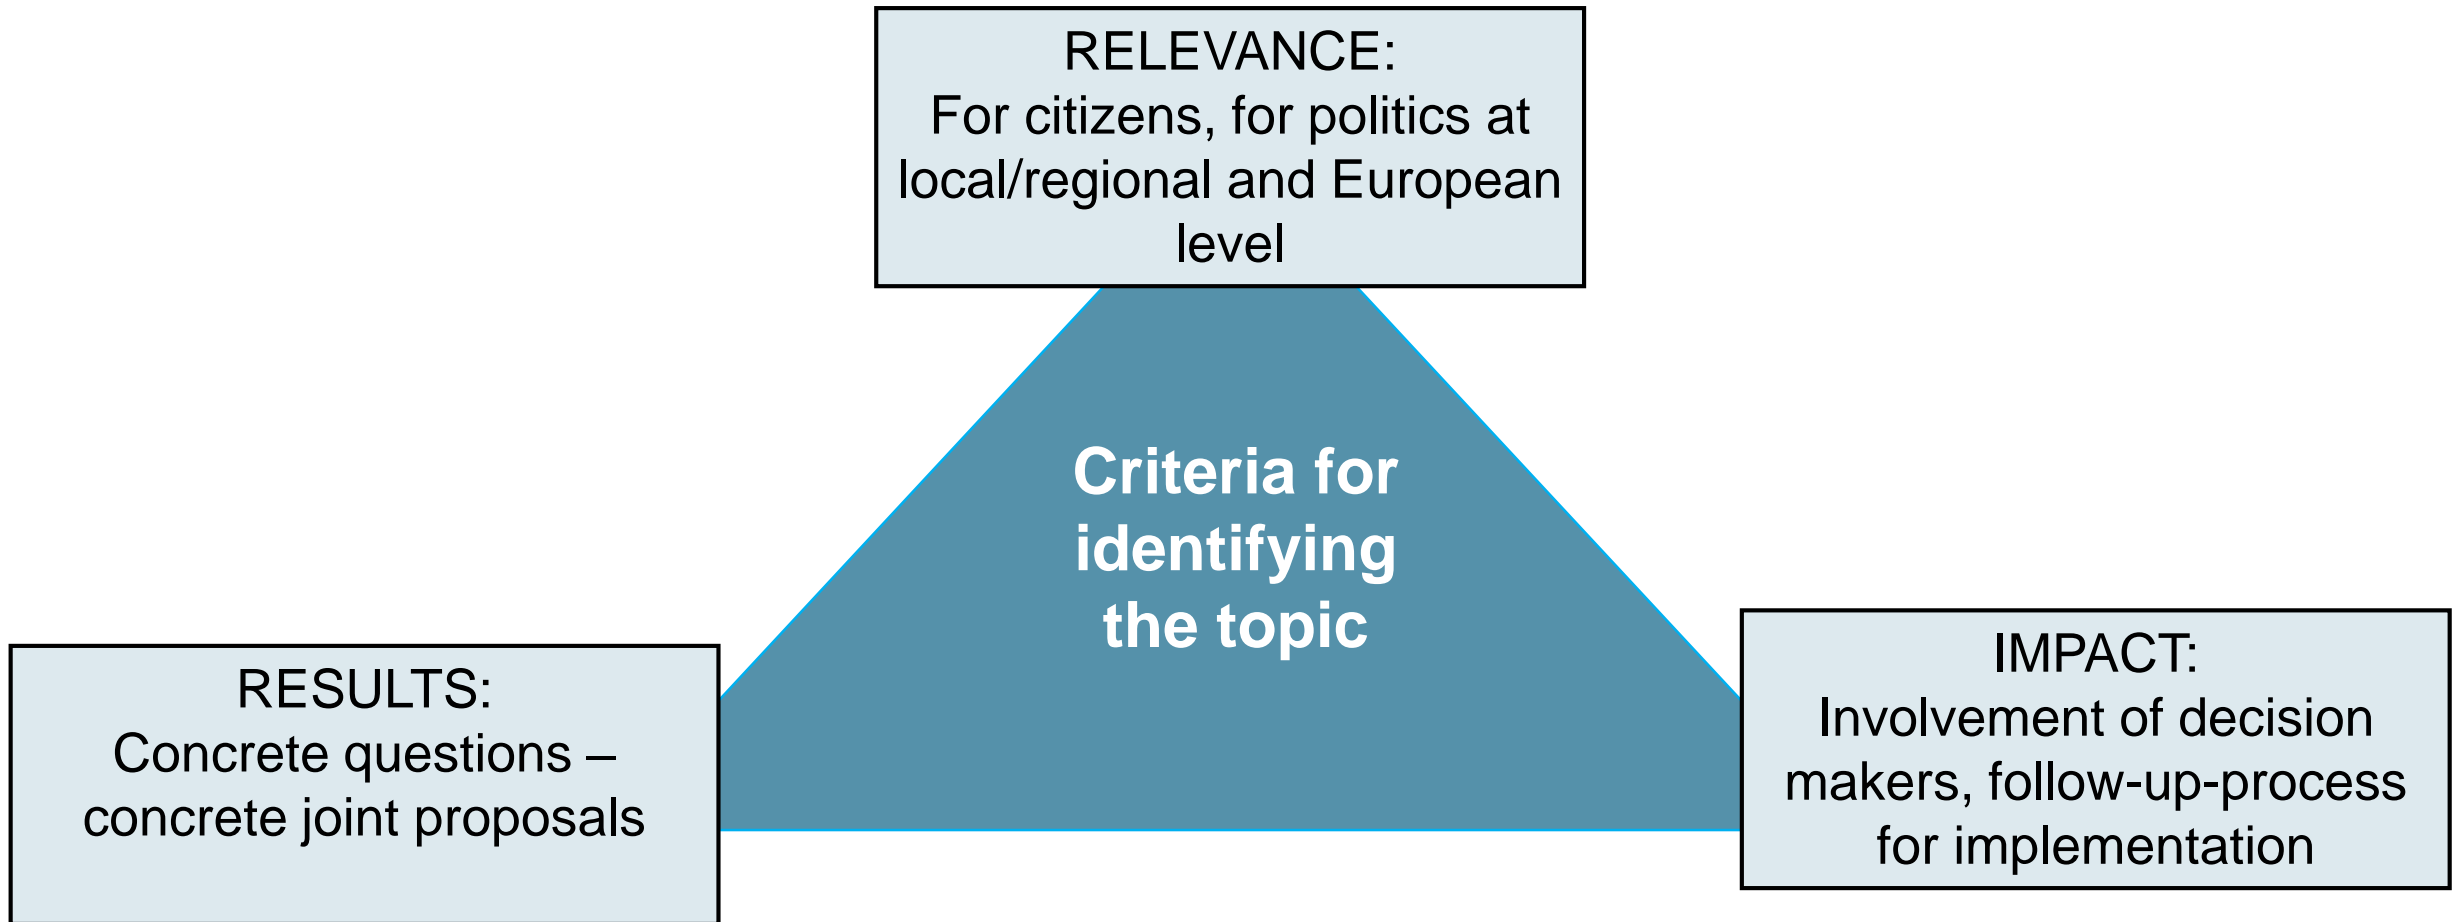 RELEVANCE:
For citizens, for politics at
local/regional and European
level
Criteria for
identifying
the topic
RESULTS:
Concrete questions –
concrete joint proposals
IMPACT:
Involvement of decision
makers, follow-up-process
for implementation